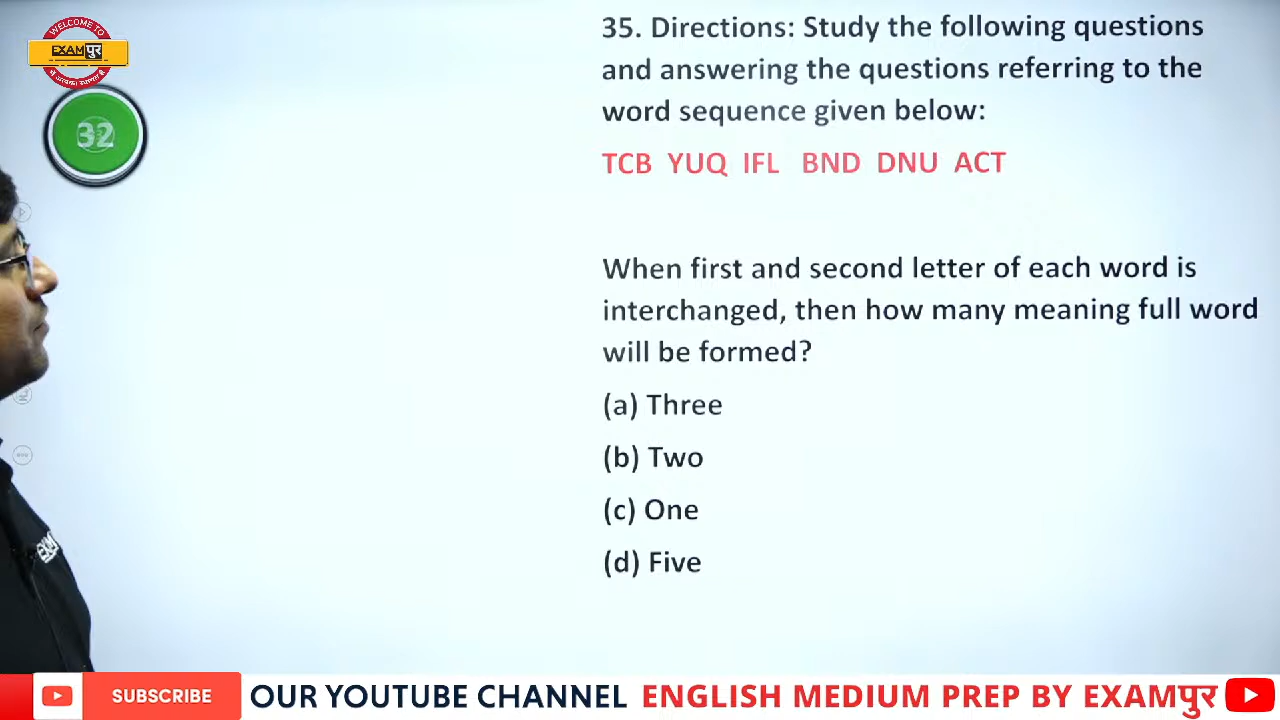 WELCOME TO
EXAMपुर
32
35. Directions: Study the following questions
and answering the questions referring to the
word sequence given below:
TCB YUQ IFL BND DNU ACT
When first and second letter of each word is
interchanged, then how many meaning full word
will be formed?
(a) Three
(b) Two
(c) One
(d) Five
EXAM
SUBSCRIBE OUR YOUTUBE CHANNEL ENGLISH MEDIUM PREP BY EXAMपुर